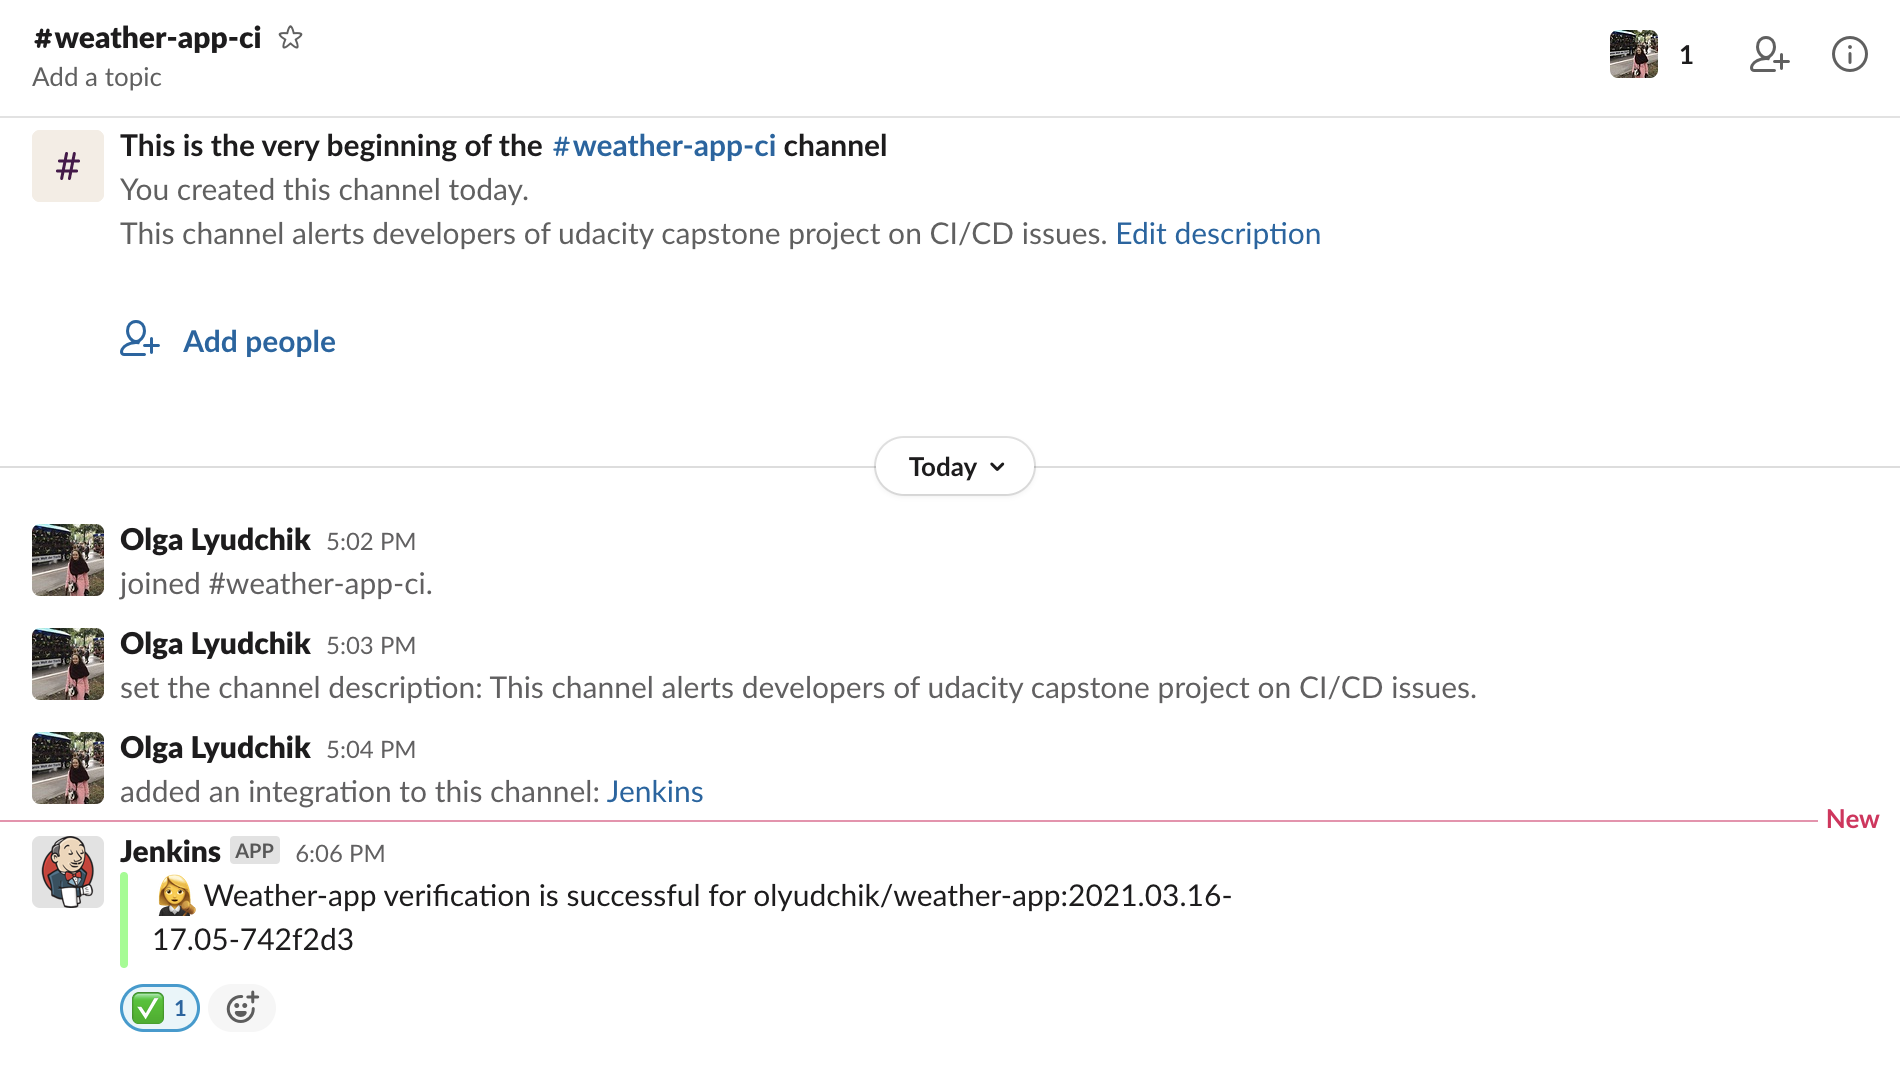 #weather-app-ci
Add a topic
1
#
This is the very beginning of the #weather-app-ci channel
You created this channel today.
This channel alerts developers of udacity capstone project on CI/CD issues. Edit description
Add people
Today
Olga Lyudchik 5:02 PM
joined #weather-app-ci.
Olga Lyudchik 5:03 PM
set the channel description: This channel alerts developers of udacity capstone project on CI/CD issues.
Olga Lyudchik 5:04 PM
added an integration to this channel: Jenkins
New
Jenkins APP 6:06 PM
Weather-app verification is successful for olyudchik/weather-app:2021.03.16-
17.05-742f2d3
1